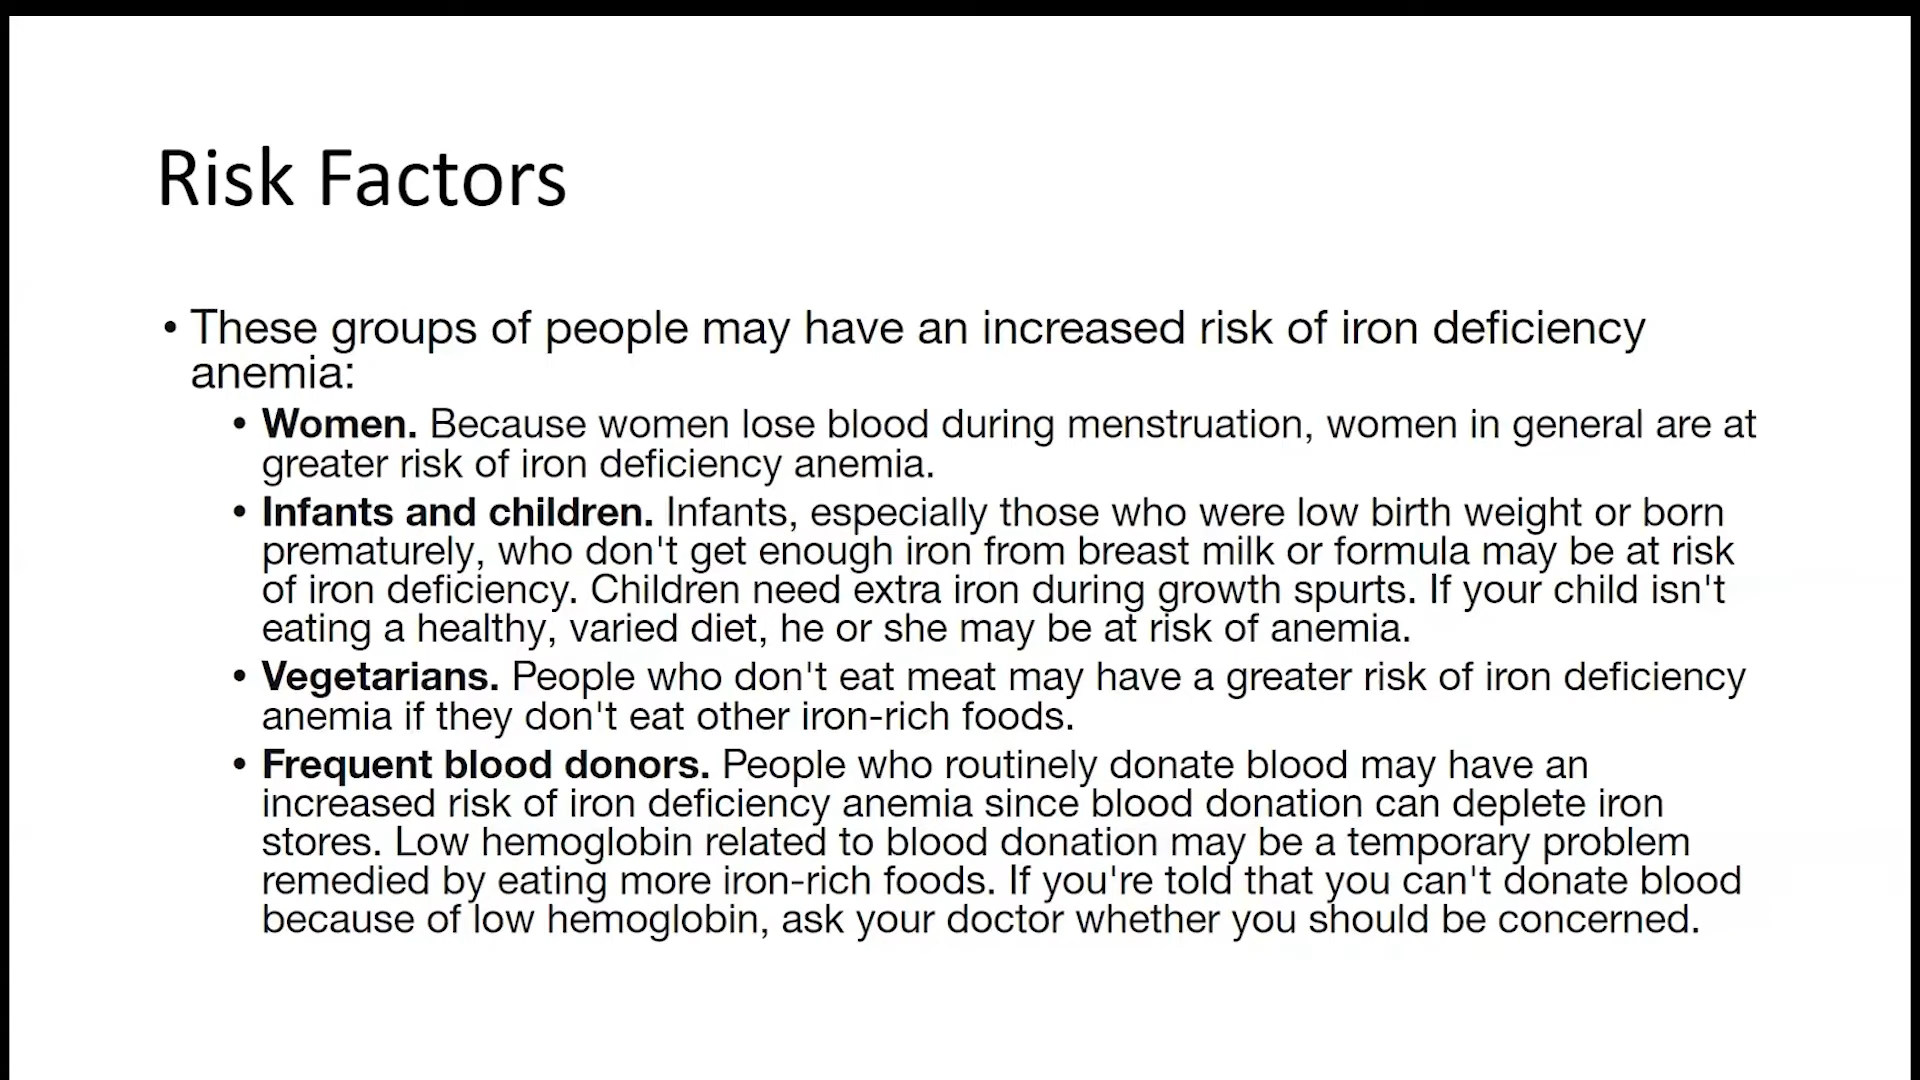 Risk Factors
• These groups of people may have an increased risk of iron deficiency
anemia:
• Women. Because women lose blood during menstruation, women in general are at
greater risk of iron deficiency anemia.
• Infants and children. Infants, especially those who were low birth weight or born
prematurely, who don't get enough iron from breast milk or formula may be at risk
of iron deficiency. Children need extra iron during growth spurts. If your child isn't
eating a healthy, varied diet, he or she may be at risk of anemia.
• Vegetarians. People who don't eat meat may have a greater risk of iron deficiency
anemia if they don't eat other iron-rich foods.
• Frequent blood donors. People who routinely donate blood may have an
increased risk of iron deficiency anemia since blood donation can deplete iron
stores. Low hemoglobin related to blood donation may be a temporary problem
remedied by eating more iron-rich foods. If you're told that you can't donate blood
because of low hemoglobin, ask your doctor whether you should be concerned.